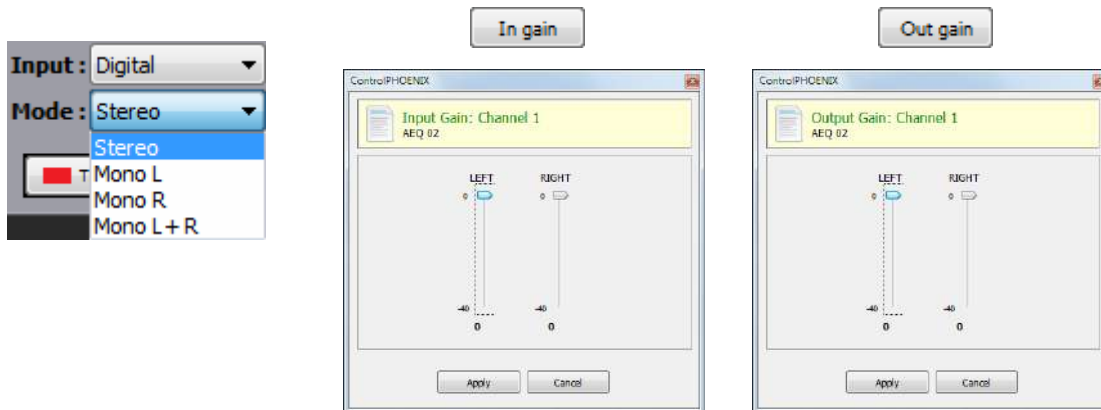 Input: Digital
Mode: Stereo
Stereo
T Mono L
Mono R
Mono L+R
In gain
ControlPHOENIX
Input Gain: Channel 1
AEQ 02
LEFT RIGHT
0 0
-40 -40
0 0
Apply Cancel
Out gain
ControlPHOENIX
Output Gain: Channel 1
AEQ 02
LEFT RIGHT
0 0
-40 -40
0 0
Apply Cancel